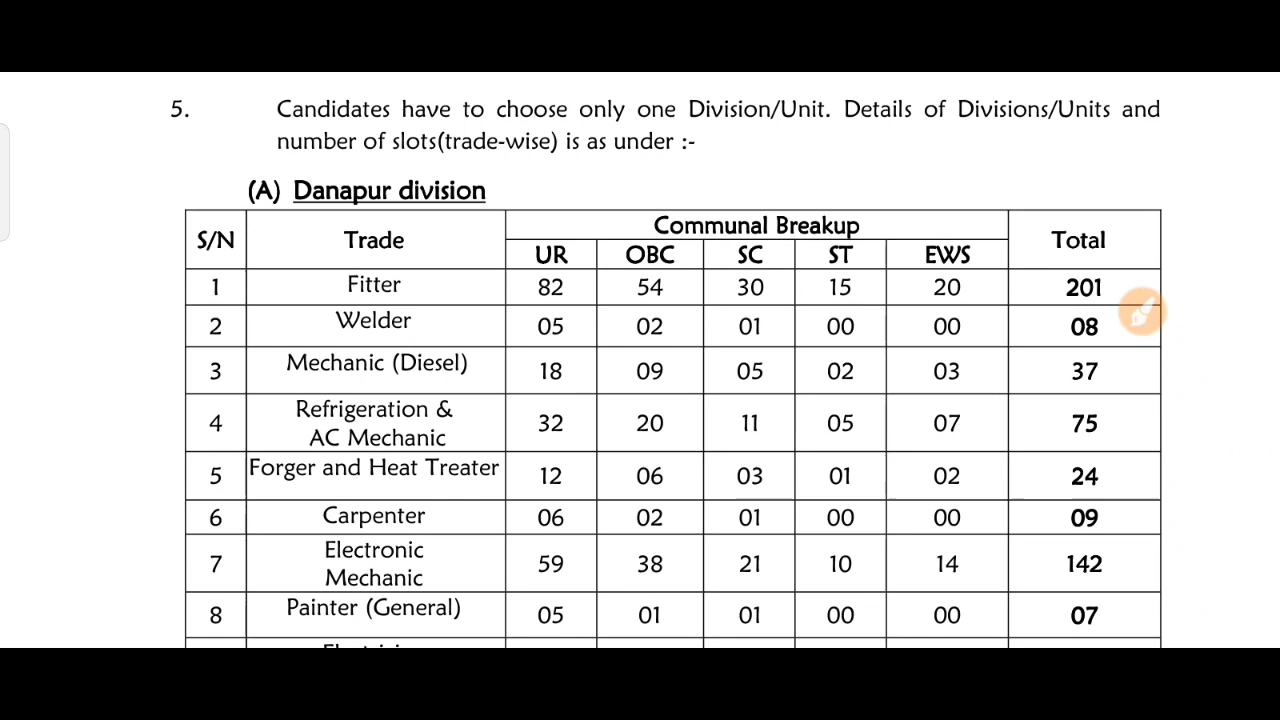 5. Candidates have to choose only one Division/Unit. Details of Divisions/Units and
number of slots(trade-wise) is as under :-
(A) Danapur division
S/N Trade Communal Breakup Total
UR OBC SC ST EWS
1 Fitter 82 54 30 15 20 201
2 Welder 05 02 01 00 00 08
3 Mechanic (Diesel) 18 09 05 02 03 37
4 Refrigeration &
AC Mechanic 32 20 11 05 07 75
5 Forger and Heat Treater 12 06 03 01 02 24
6 Carpenter 06 02 01 00 00 09
7 Electronic
Mechanic 59 38 21 10 14 142
8 Painter (General) 05 01 01 00 00 07